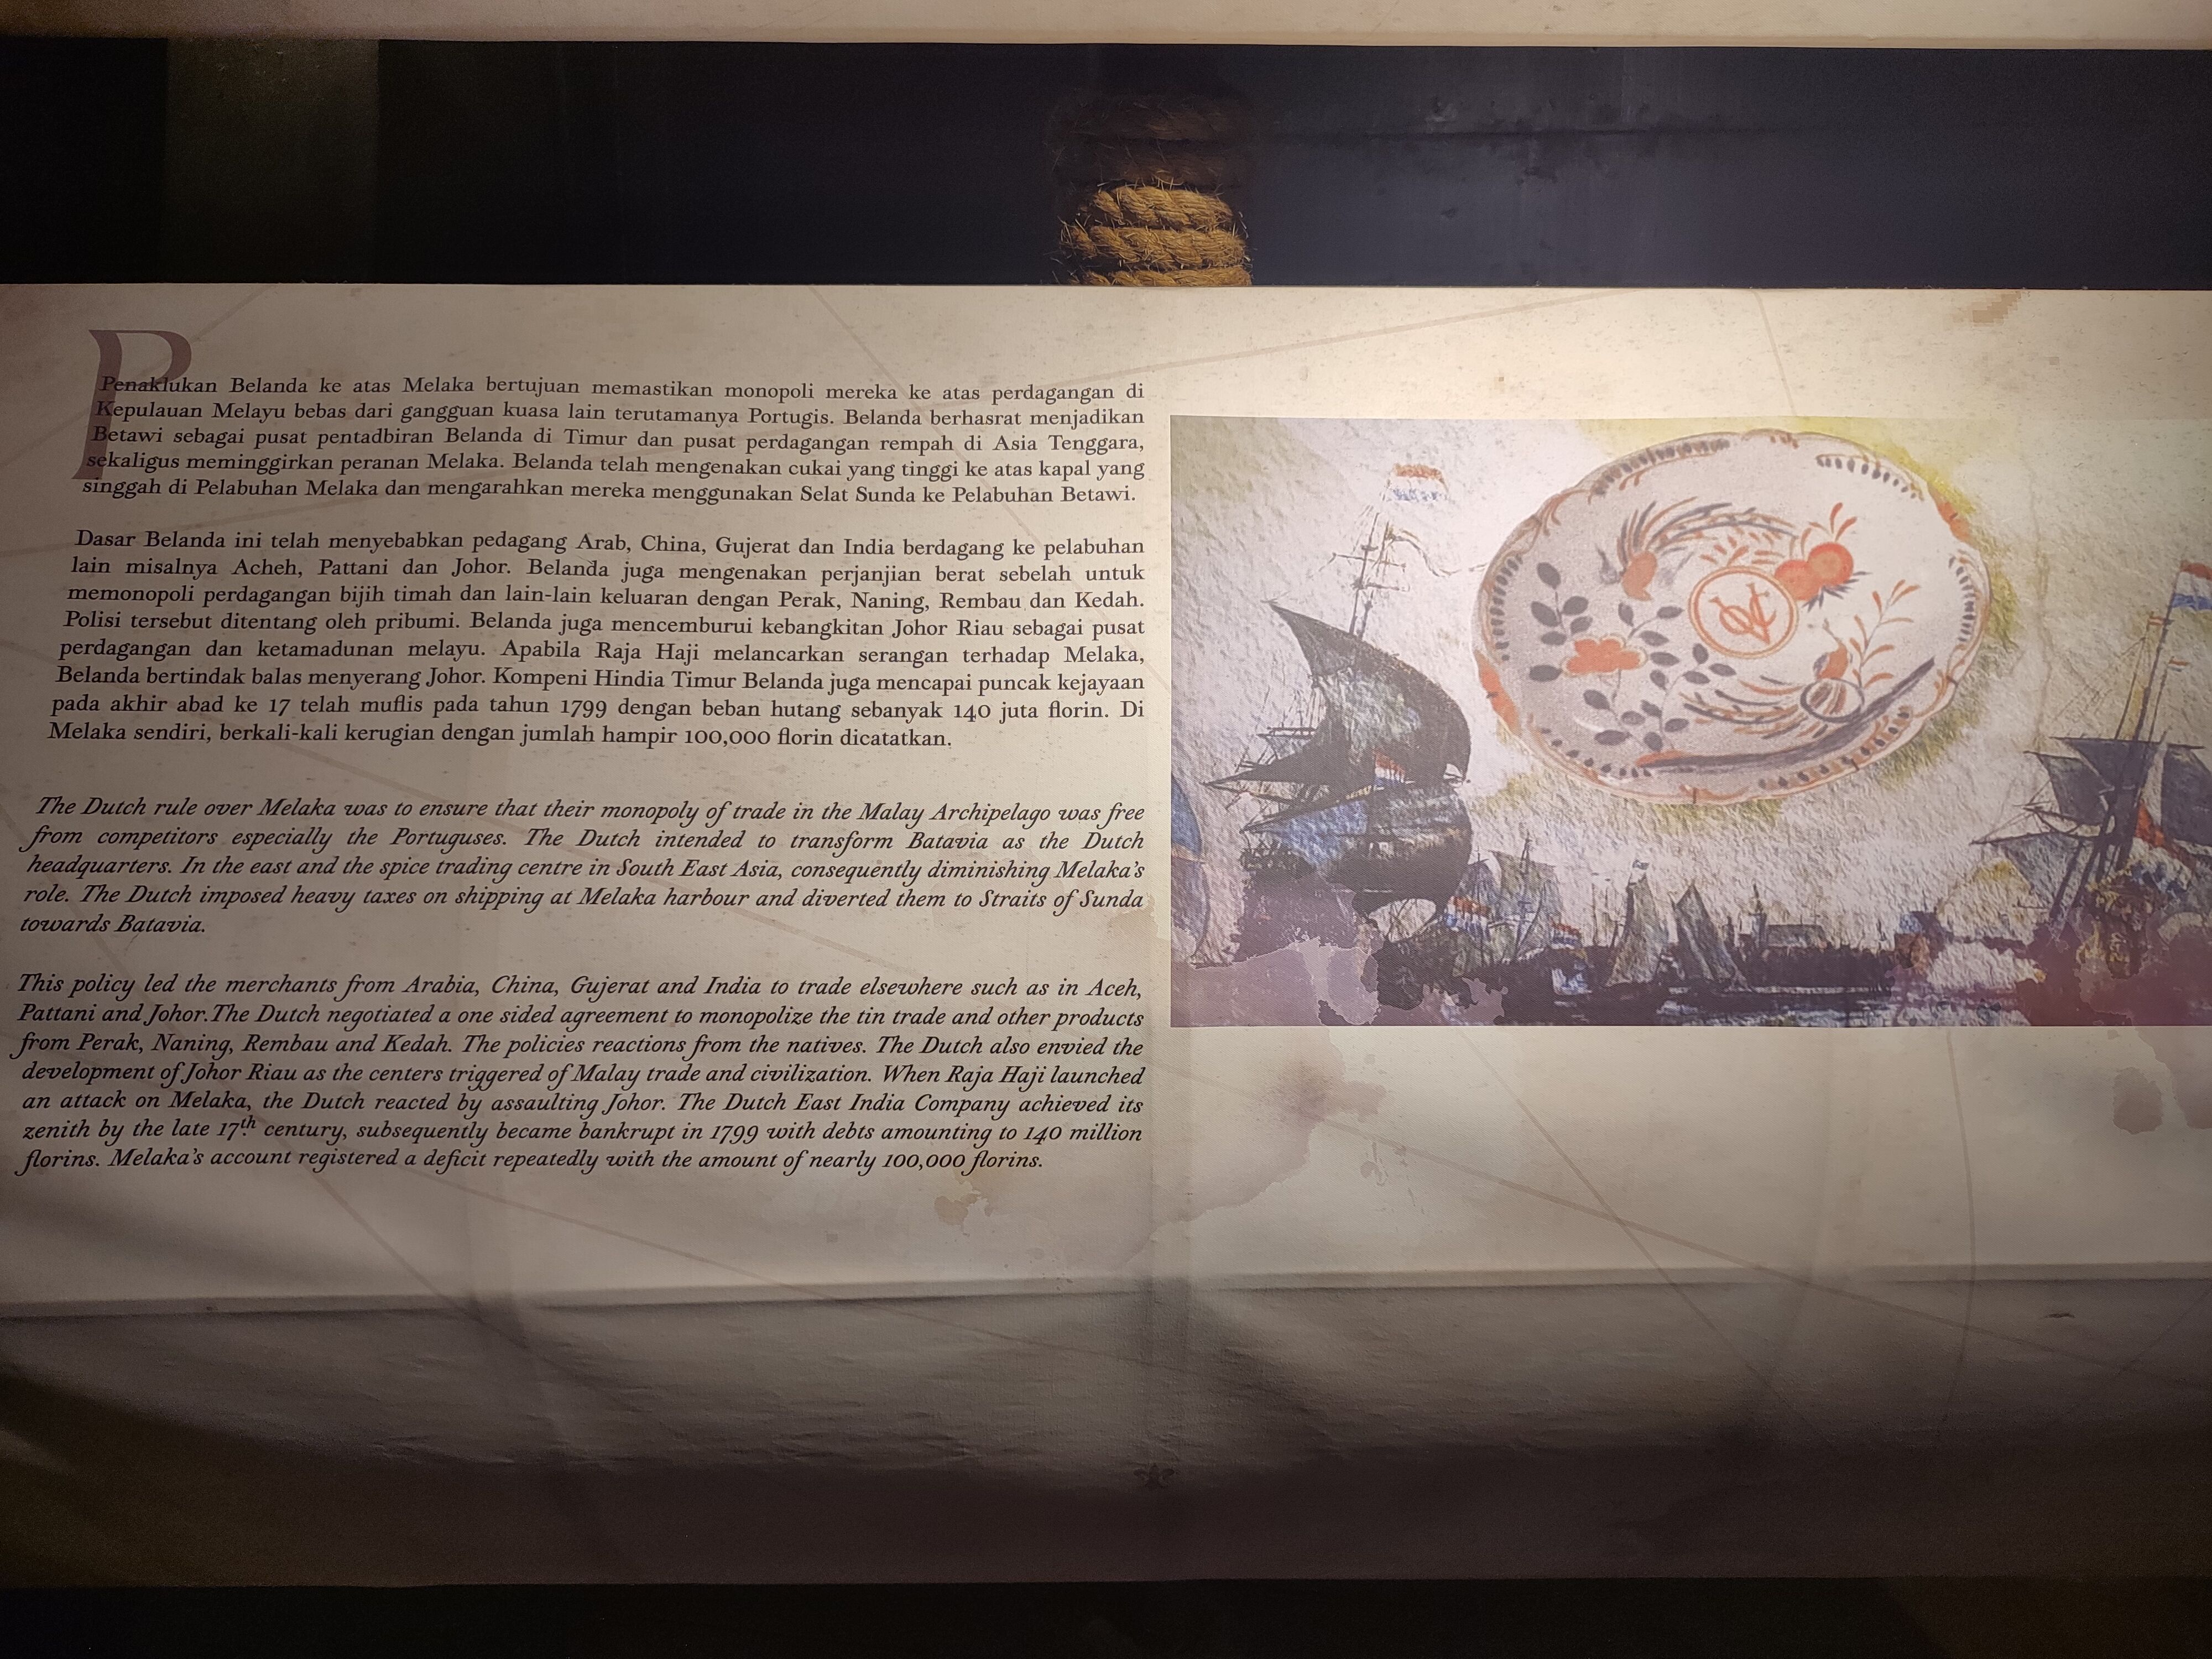 Penaklukan Belanda ke atas Melaka bertujuan memastikan monopoli mereka ke atas perdagangan di
Kepulauan Melayu bebas dari gangguan kuasa lain terutamanya Portugis. Belanda berhasrat menjadikan
Betawi sebagai pusat pentadbiran Belanda di Timur dan pusat perdagangan rempah di Asia Tenggara,
sekaligus meminggirkan peranan Melaka. Belanda telah mengenakan cukai yang tinggi ke atas kapal yang
singgah di Pelabuhan Melaka dan mengarahkan mereka menggunakan Selat Sunda ke Pelabuhan Betawi.
Dasar Belanda ini telah menyebabkan pedagang Arab, China, Gujerat dan India berdagang ke pelabuhan
lain misalnya Acheh, Pattani dan Johor. Belanda juga mengenakan perjanjian berat sebelah untuk
memonopoli perdagangan bijih timah dan lain-lain keluaran dengan Perak, Naning, Rembau dan Kedah.
Polisi tersebut ditentang oleh pribumi. Belanda juga mencemburui kebangkitan Johor Riau sebagai pusat
perdagangan dan ketamadunan melayu. Apabila Raja Haji melancarkan serangan terhadap Melaka,
Belanda bertindak balas menyerang Johor. Kompeni Hindia Timur Belanda juga mencapai puncak kejayaan
pada akhir abad ke 17 telah muflis pada tahun 1799 dengan beban hutang sebanyak 140 juta florin. Di
Melaka sendiri, berkali-kali kerugian dengan jumlah hampir 100,000 florin dicatatkan.
The Dutch rule over Melaka was to ensure that their monopoly of trade in the Malay Archipelago was free
from competitors especially the Portuguses. The Dutch intended to transform Batavia as the Dutch
headquarters. In the east and the spice trading centre in South East Asia, consequently diminishing Melaka's
role. The Dutch imposed heavy taxes on shipping at Melaka harbour and diverted them to Straits of Sunda
towards Batavia.
This policy led the merchants from Arabia, China, Gujerat and India to trade elsewhere such as in Aceh,
Pattani and Johor.The Dutch negotiated a one sided agreement to monopolize the tin trade and other products
from Perak, Naning, Rembau and Kedah. The policies reactions from the natives. The Dutch also envied the
development of Johor Riau as the centers triggered of Malay trade and civilization. When Raja Haji launched
an attack on Melaka, the Dutch reacted by assaulting Johor. The Dutch East India Company achieved its
zenith by the late 17th century, subsequently became bankrupt in 1799 with debts amounting to 140 million
florins. Melaka's account registered a deficit repeatedly with the amount of nearly 100,000 florins.
VOC